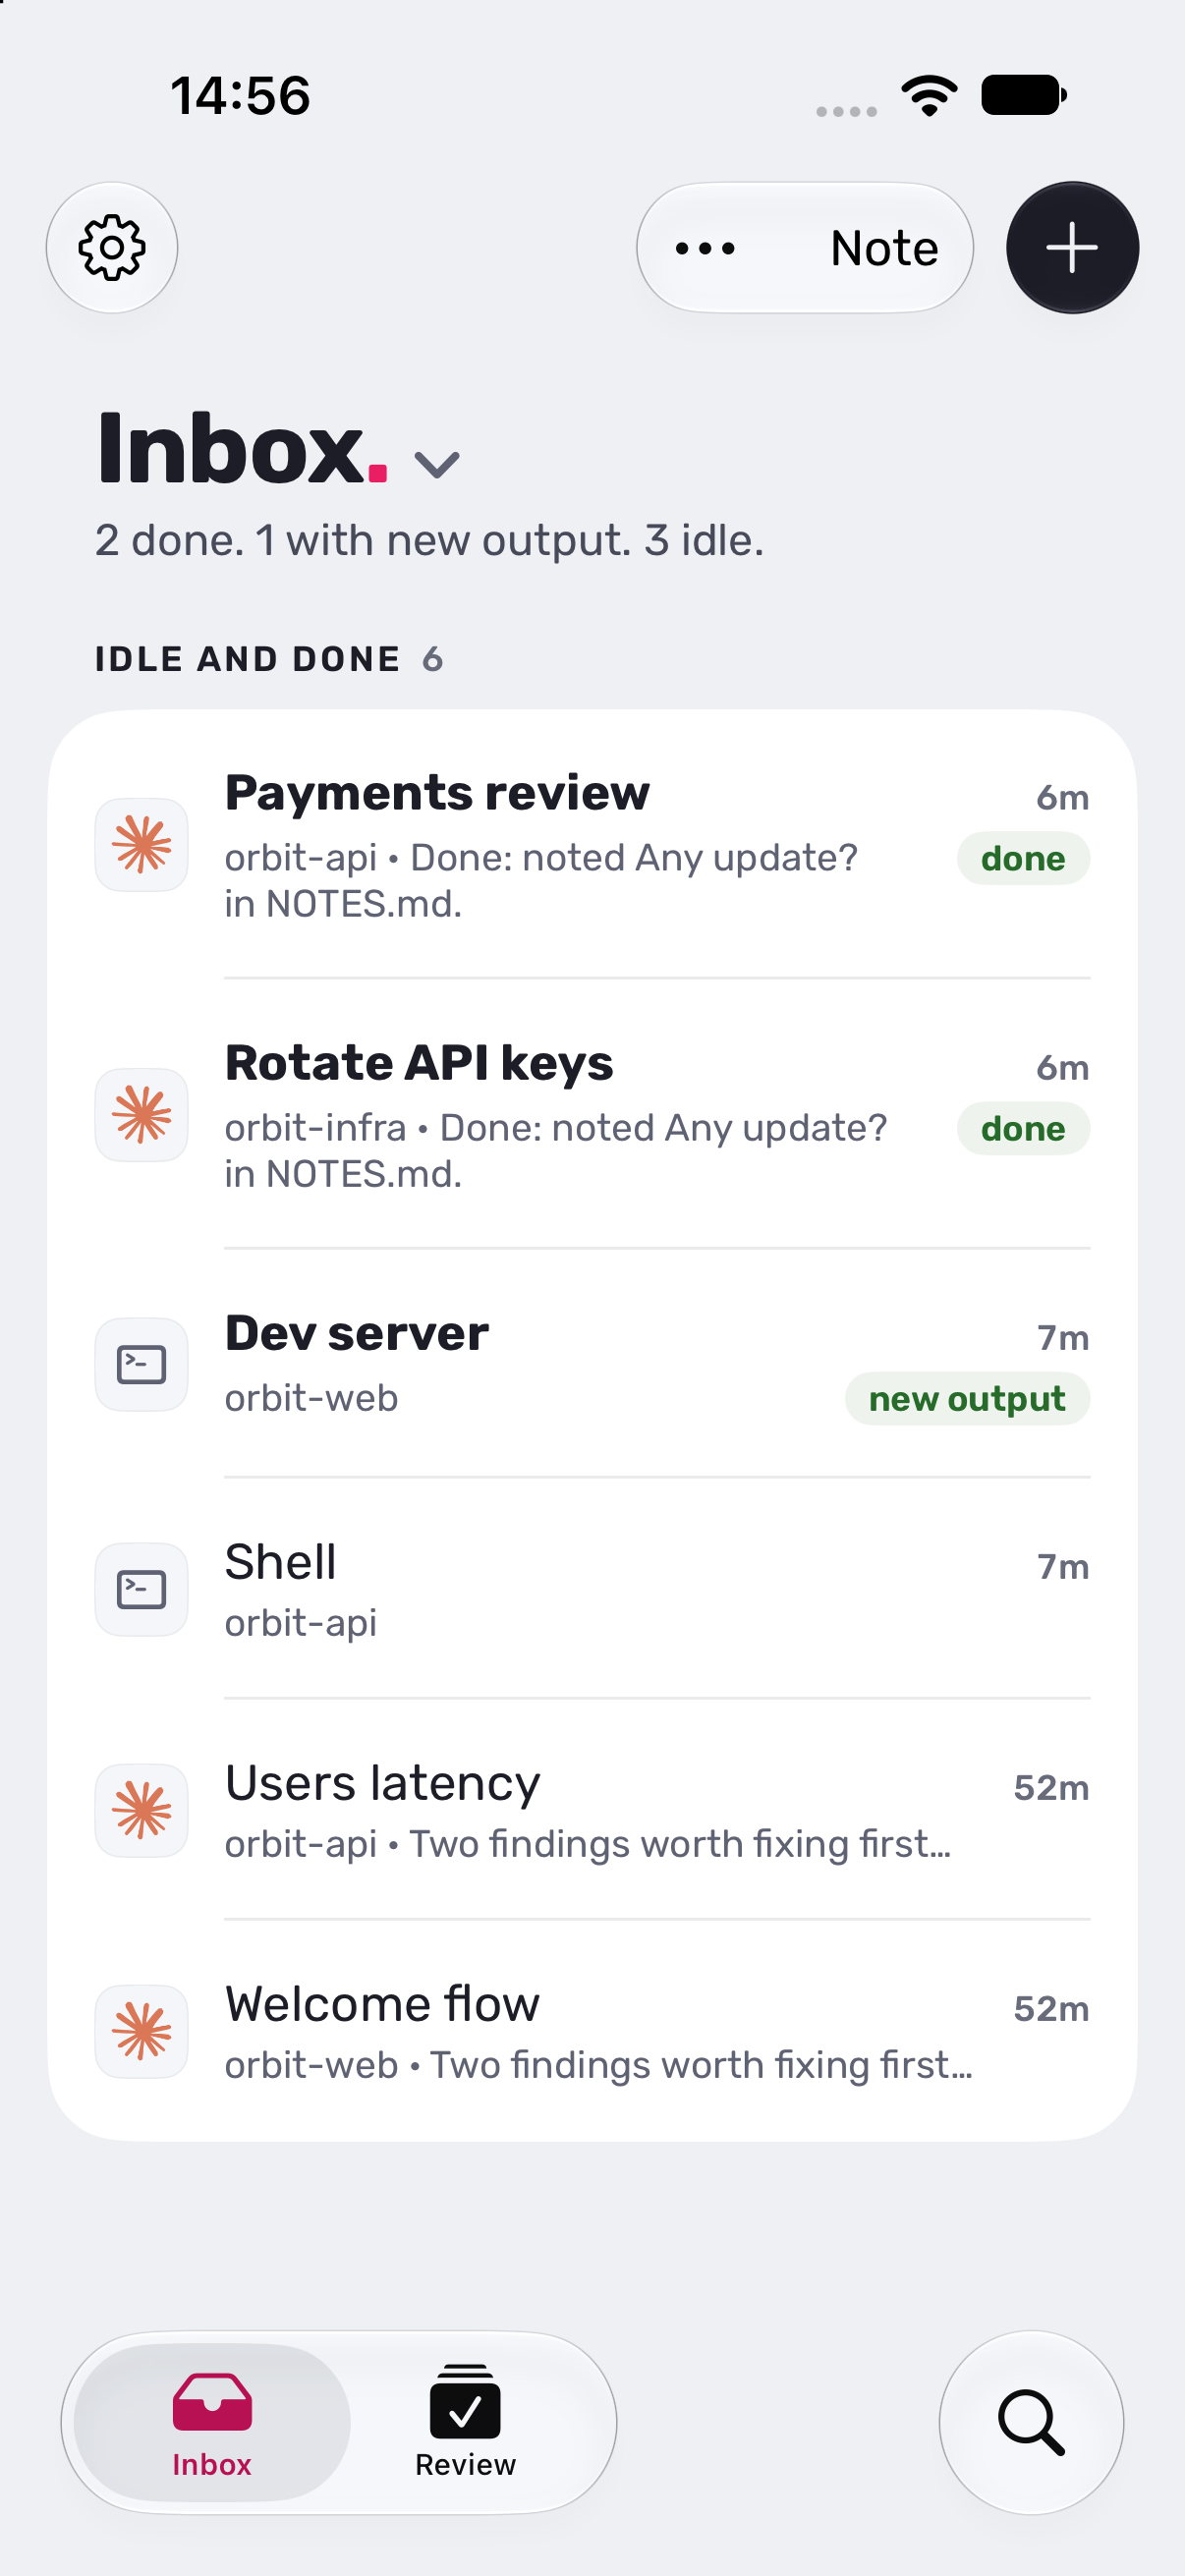 14:56
Note
Inbox.
2 done. 1 with new output. 3 idle.
IDLE AND DONE 6
Payments review
6m
orbit-api • Done: noted Any update?
done
in NOTES.md.
Rotate API keys
6m
orbit-infra • Done: noted Any update?
done
in NOTES.md.
Dev server
7m
orbit-web
new output
Shell
7m
orbit-api
Users latency
52m
orbit-api • Two findings worth fixing first...
Welcome flow
52m
orbit-web • Two findings worth fixing first...
Inbox
Review